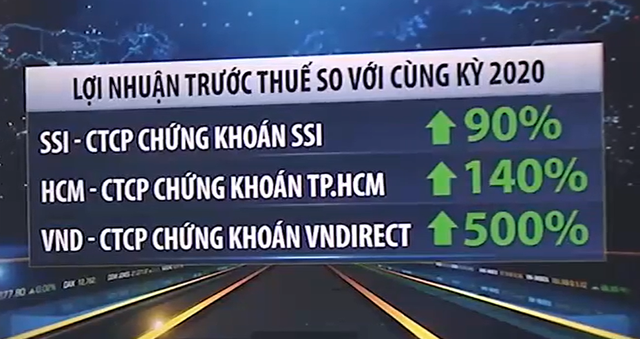 LỢI NHUẬN TRƯỚC THUẾ SO VỚI CÙNG KỲ 2020
SSI - CTCP CHỨNG KHOÁN SSI 90%
HCM - CTCP CHỨNG KHOÁN TP.HCM 140%
VND - CTCP CHỨNG KHOÁN VNDIRECT 500%